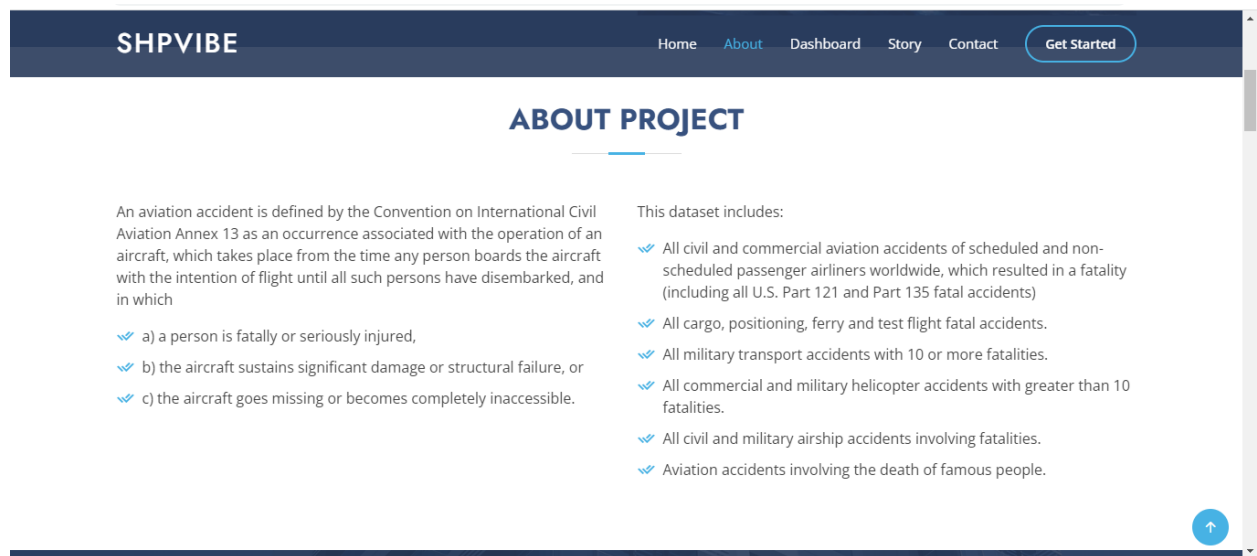 SHPVIBE
Home About Dashboard Story Contact Get Started
ABOUT PROJECT
An aviation accident is defined by the Convention on International Civil
Aviation Annex 13 as an occurrence associated with the operation of an
aircraft, which takes place from the time any person boards the aircraft
with the intention of flight until all such persons have disembarked, and
in which
a) a person is fatally or seriously injured,
b) the aircraft sustains significant damage or structural failure, or
c) the aircraft goes missing or becomes completely inaccessible.
This dataset includes:
All civil and commercial aviation accidents of scheduled and non-
scheduled passenger airliners worldwide, which resulted in a fatality
(including all U.S. Part 121 and Part 135 fatal accidents)
All cargo, positioning, ferry and test flight fatal accidents.
All military transport accidents with 10 or more fatalities.
All commercial and military helicopter accidents with greater than 10
fatalities.
All civil and military airship accidents involving fatalities.
Aviation accidents involving the death of famous people.